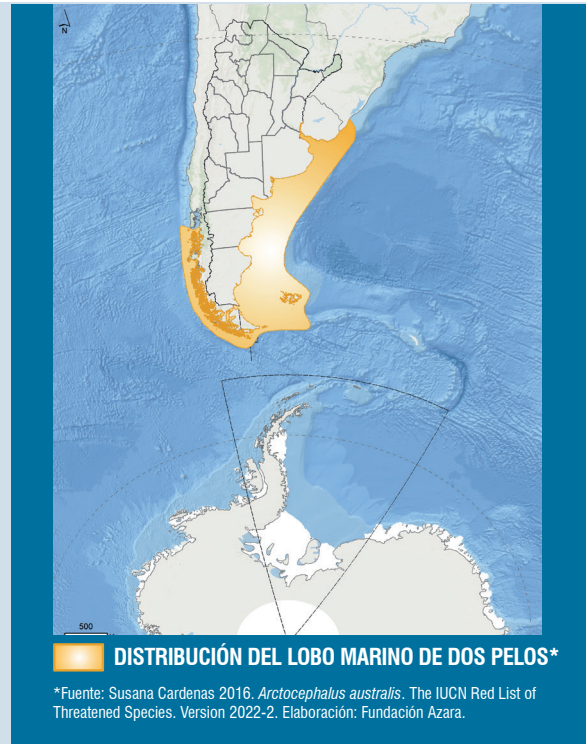 N
500
DISTRIBUCIÓN DEL LOBO MARINO DE DOS PELOS*
*Fuente: Susana Cardenas 2016. Arctocephalus australis. The IUCN Red List of
Threatened Species. Version 2022-2. Elaboración: Fundación Azara.